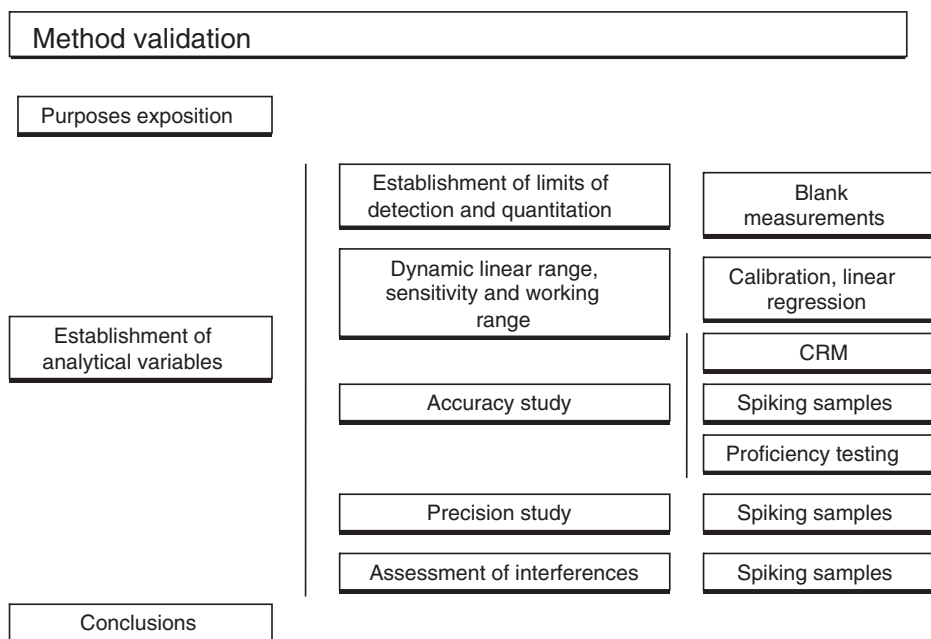 Method validation
Purposes exposition
Establishment of
analytical variables
Establishment of limits of
detection and quantitation
Blank
measurements
Dynamic linear range,
sensitivity and working
range
Calibration, linear
regression
Accuracy study
CRM
Spiking samples
Proficiency testing
Precision study
Spiking samples
Assessment of interferences
Spiking samples
Conclusions